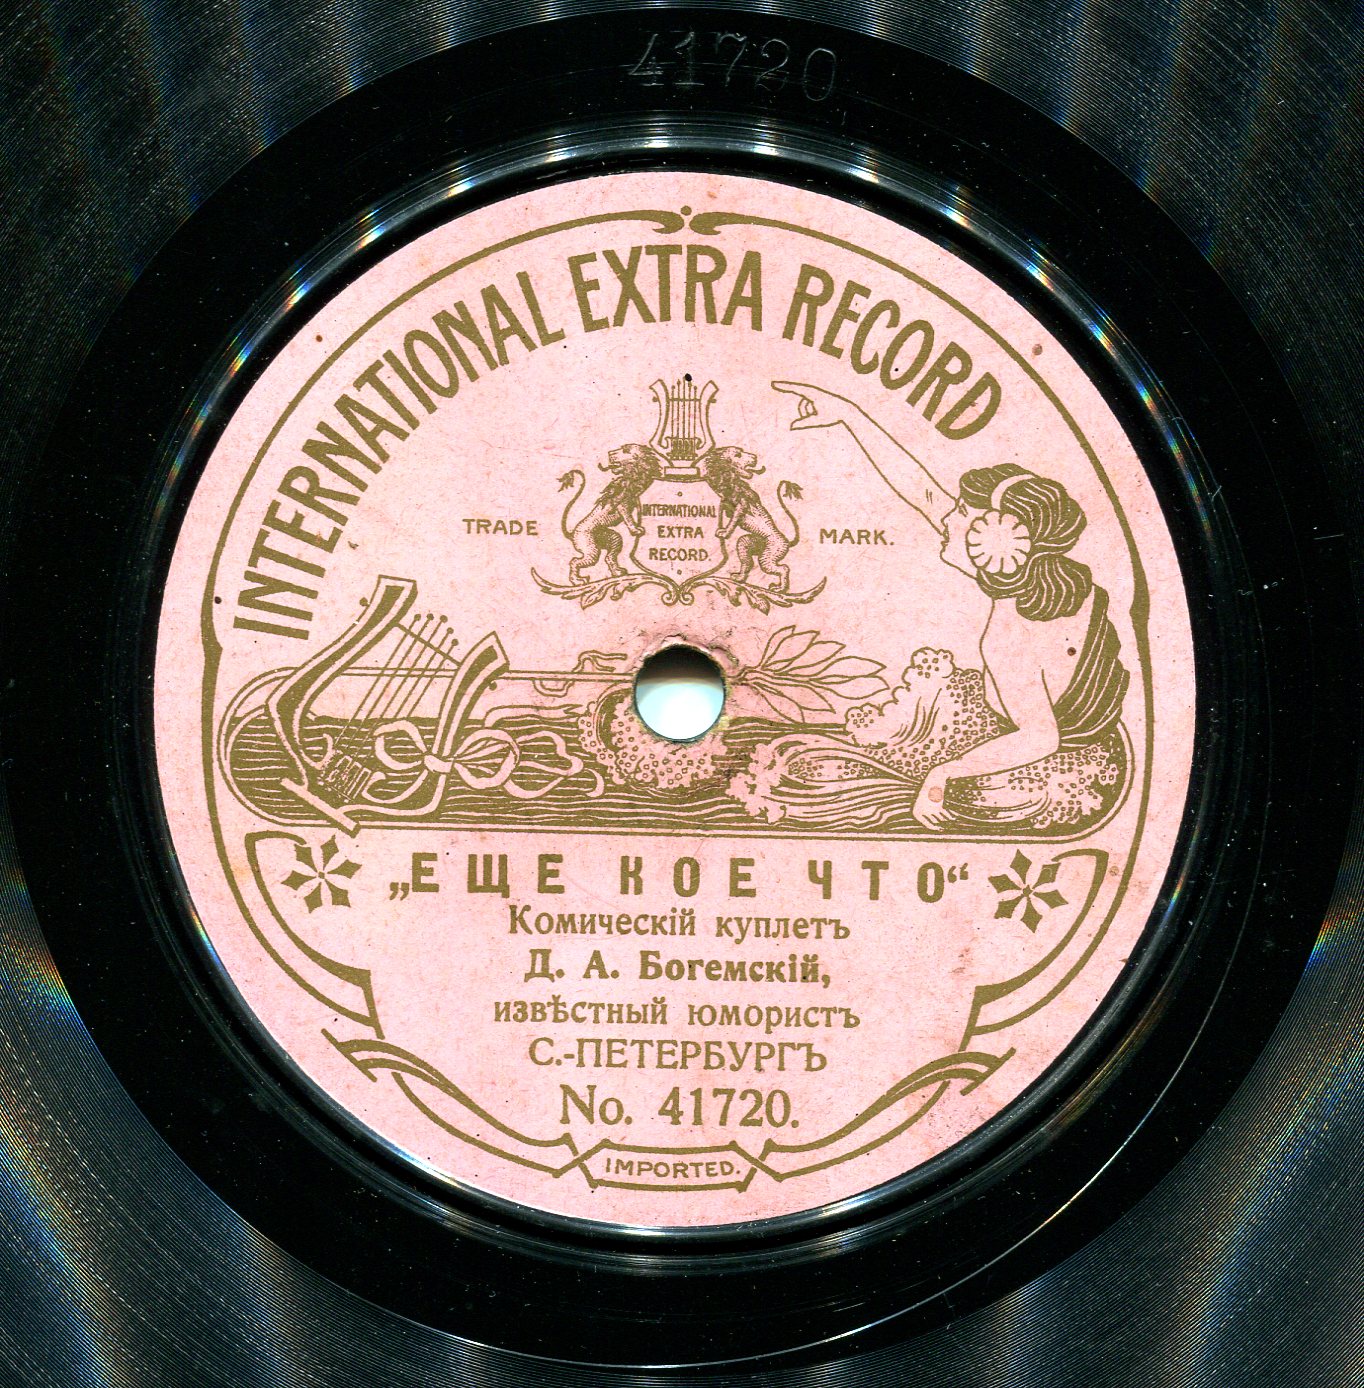 41720
INTERNATIONAL EXTRA RECORD
TRADE MARK.
INTERNATIONAL
EXTRA
RECORD.
„ЕЩЕ КОЕ ЧТО“
Комическій куплетъ
Д. А. Богемскій,
извѣстный юмористъ
С.-ПЕТЕРБУРГЪ
No. 41720.
IMPORTED.